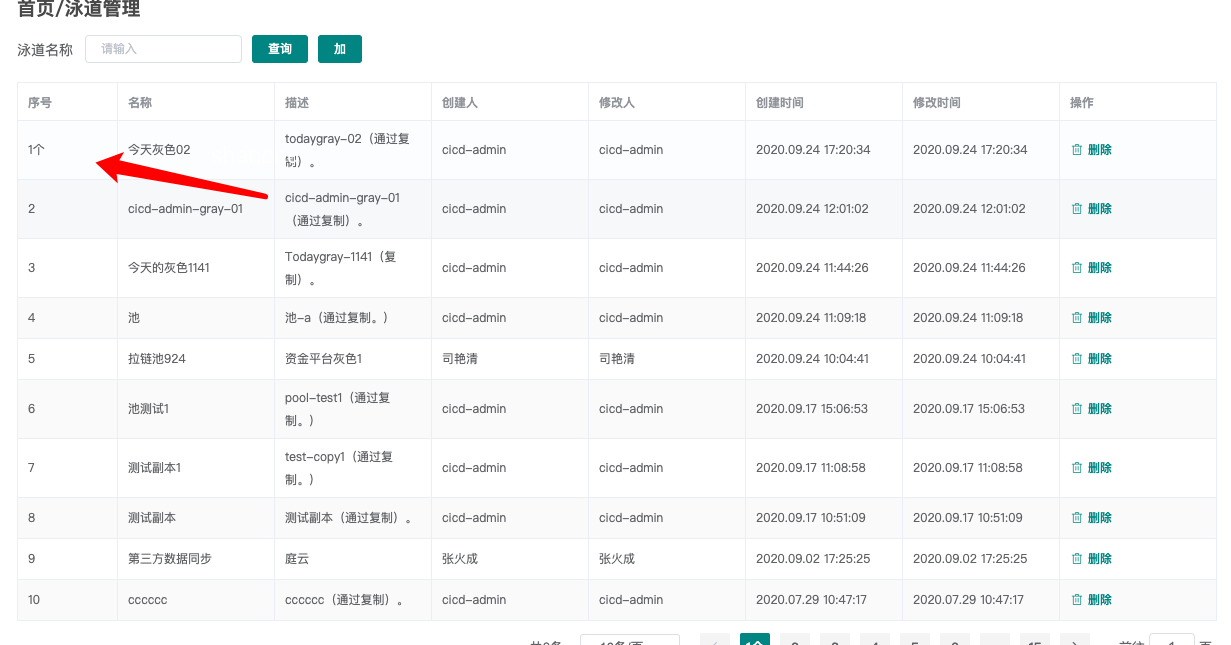 首页/泳道管理
泳道名称 请输入 查询 加
序号 名称 描述 创建人 修改人 创建时间 修改时间 操作
1个 今天灰色02 todaygray-02（通过复制）。 cicd-admin cicd-admin 2020.09.24 17:20:34 2020.09.24 17:20:34 删除
2 cicd-admin-gray-01 cicd-admin-gray-01（通过复制）。 cicd-admin cicd-admin 2020.09.24 12:01:02 2020.09.24 12:01:02 删除
3 今天的灰色1141 Todaygray-1141（复制）。 cicd-admin cicd-admin 2020.09.24 11:44:26 2020.09.24 11:44:26 删除
4 池 池-a（通过复制。） cicd-admin cicd-admin 2020.09.24 11:09:18 2020.09.24 11:09:18 删除
5 拉链池924 资金平台灰色1 司艳清 司艳清 2020.09.24 10:04:41 2020.09.24 10:04:41 删除
6 池测试1 pool-test1（通过复制。） cicd-admin cicd-admin 2020.09.17 15:06:53 2020.09.17 15:06:53 删除
7 测试副本1 test-copy1（通过复制。） cicd-admin cicd-admin 2020.09.17 11:08:58 2020.09.17 11:08:58 删除
8 测试副本 测试副本（通过复制）。 cicd-admin cicd-admin 2020.09.17 10:51:09 2020.09.17 10:51:09 删除
9 第三方数据同步 庭云 张火成 张火成 2020.09.02 17:25:25 2020.09.02 17:25:25 删除
10 cccccc cccccc（通过复制）。 cicd-admin cicd-admin 2020.07.29 10:47:17 2020.07.29 10:47:17 删除